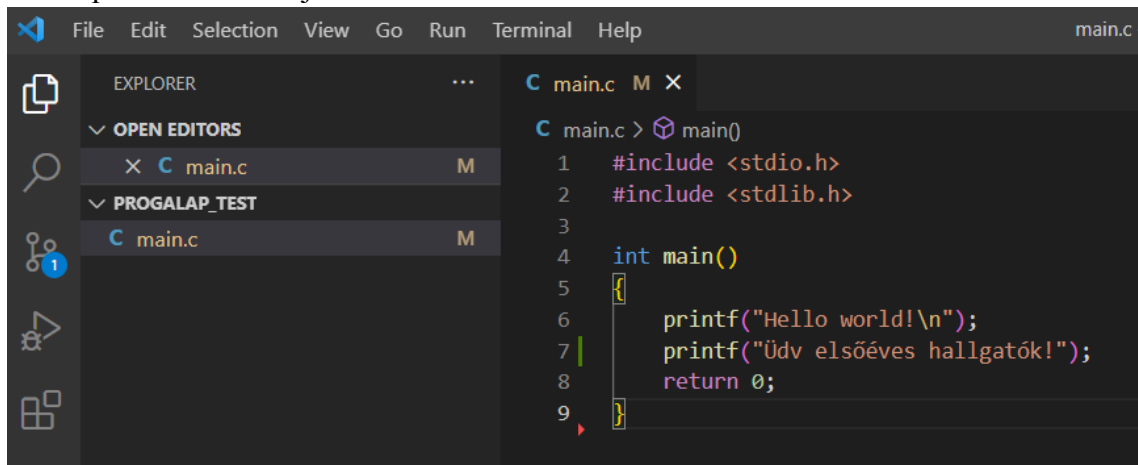 File Edit Selection View Go Run Terminal Help main.c
EXPLORER ...
OPEN EDITORS
C main.c M
PROGALAP_TEST
C main.c M
1
C main.c M
C main.c > main()
1 #include <stdio.h>
2 #include <stdlib.h>
3
4 int main()
5 {
6 printf("Hello world!\n");
7 printf("Üdv elsőéves hallgatók!");
8 return 0;
9 }